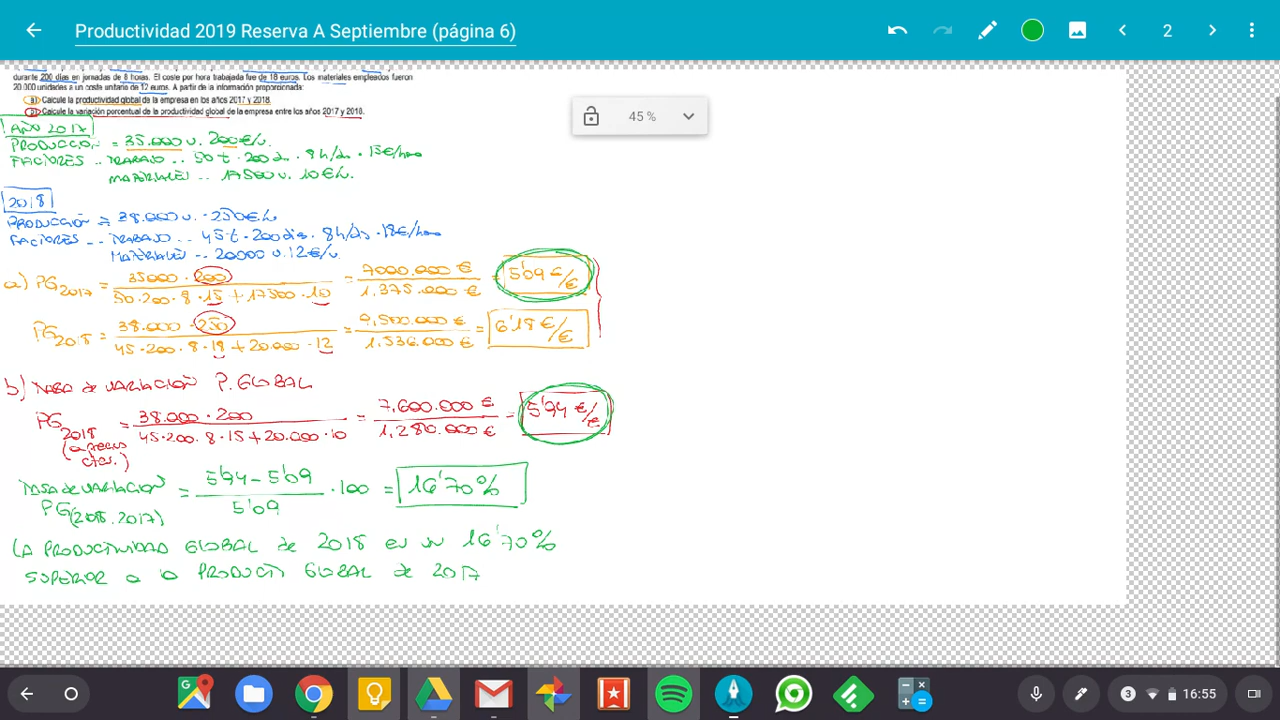 Productividad 2019 Reserva A Septiembre (página 6)
2
45 %
durante 200 días en jornadas de 8 horas. El coste por hora trabajada fue de 18 euros. Los materiales empleados fueron
20.000 unidades a un coste unitario de 12 euros. A partir de la información proporcionada:
a) Calcule la productividad global de la empresa en los años 2017 y 2018.
b) Calcule la variación porcentual de la productividad global de la empresa entre los años 2017 y 2018.
AÑO 2017
PRODUCCIÓN = 35.000 u. 200€/u.
FACTORES .. TRABAJO .. 50 t · 200 días · 8 h/día · 15€/hora
MATERIALES .. 17500 u. 10€/u.
2018
PRODUCCIÓN = 38.000 u. · 250€/u
FACTORES .. TRABAJO .. 45 t · 200 días · 8 h/día · 18€/hora
MATERIALES .. 20000 u. 12€/u.
a) PG2017 = 35000 · 200 / 50·200·8·15 + 17500·10 = 7000.000 € / 1.375.000 € = 5'09 €/€
PG2018 = 38.000 · 250 / 45·200·8·18 + 20.000·12 = 9,500.000 € / 1.536.000 € = 6'18 €/€
b) TASA de VARIACIÓN P. GLOBAL
PG2018 (a precios ctes.) = 38.000 · 200 / 45·200·8·15 + 20.000·10 = 7,600.000 € / 1,280.000 € = 5'94 €/€
TASA de VARIACIÓN PG(2018.2017) = 5'94 - 5'09 / 5'09 · 100 = 16'70%
LA PRODUCTIVIDAD GLOBAL de 2018 es un 16'70%
SUPERIOR a la PRODUCTI GLOBAL de 2017
3
16:55